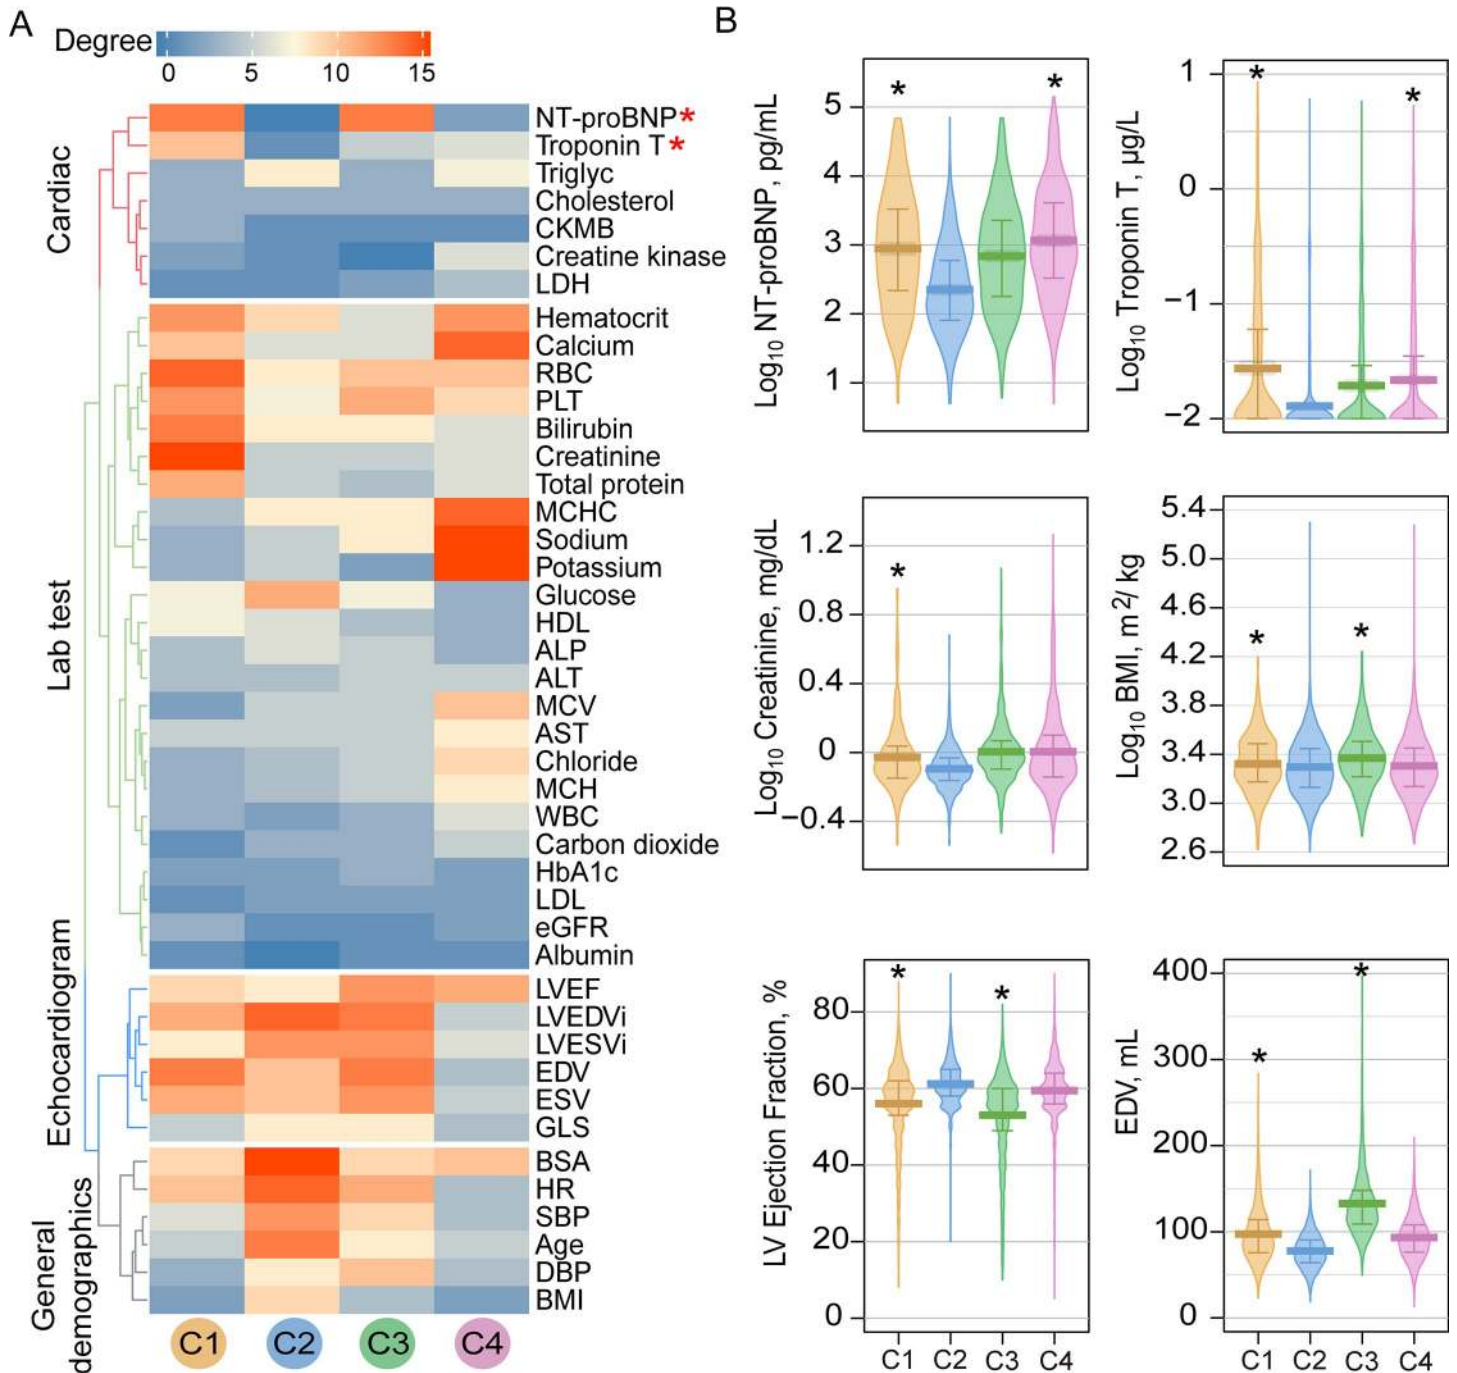 A
Degree
0 5 10 15
Cardiac
NT-proBNP*
Troponin T*
Triglyc
Cholesterol
CKMB
Creatine kinase
LDH
Lab test
Hematocrit
Calcium
RBC
PLT
Bilirubin
Creatinine
Total protein
MCHC
Sodium
Potassium
Glucose
HDL
ALP
ALT
MCV
AST
Chloride
MCH
WBC
Carbon dioxide
HbA1c
LDL
eGFR
Albumin
Echocardiogram
LVEF
LVEDVi
LVESVi
EDV
ESV
GLS
General
demographics
BSA
HR
SBP
Age
DBP
BMI
C1 C2 C3 C4
B
Log10 NT-proBNP, pg/mL
5
4
3
2
1
* *
Log10 Troponin T, µg/L
1
0
−1
−2
* *
Log10 Creatinine, mg/dL
1.2
0.8
0.4
0
−0.4
*
Log10 BMI, m2/ kg
5.4
5.0
4.6
4.2
3.8
3.4
3.0
2.6
* *
LV Ejection Fraction, %
80
60
40
20
0
* *
C1 C2 C3 C4
EDV, mL
400
300
200
100
0
* *
C1 C2 C3 C4